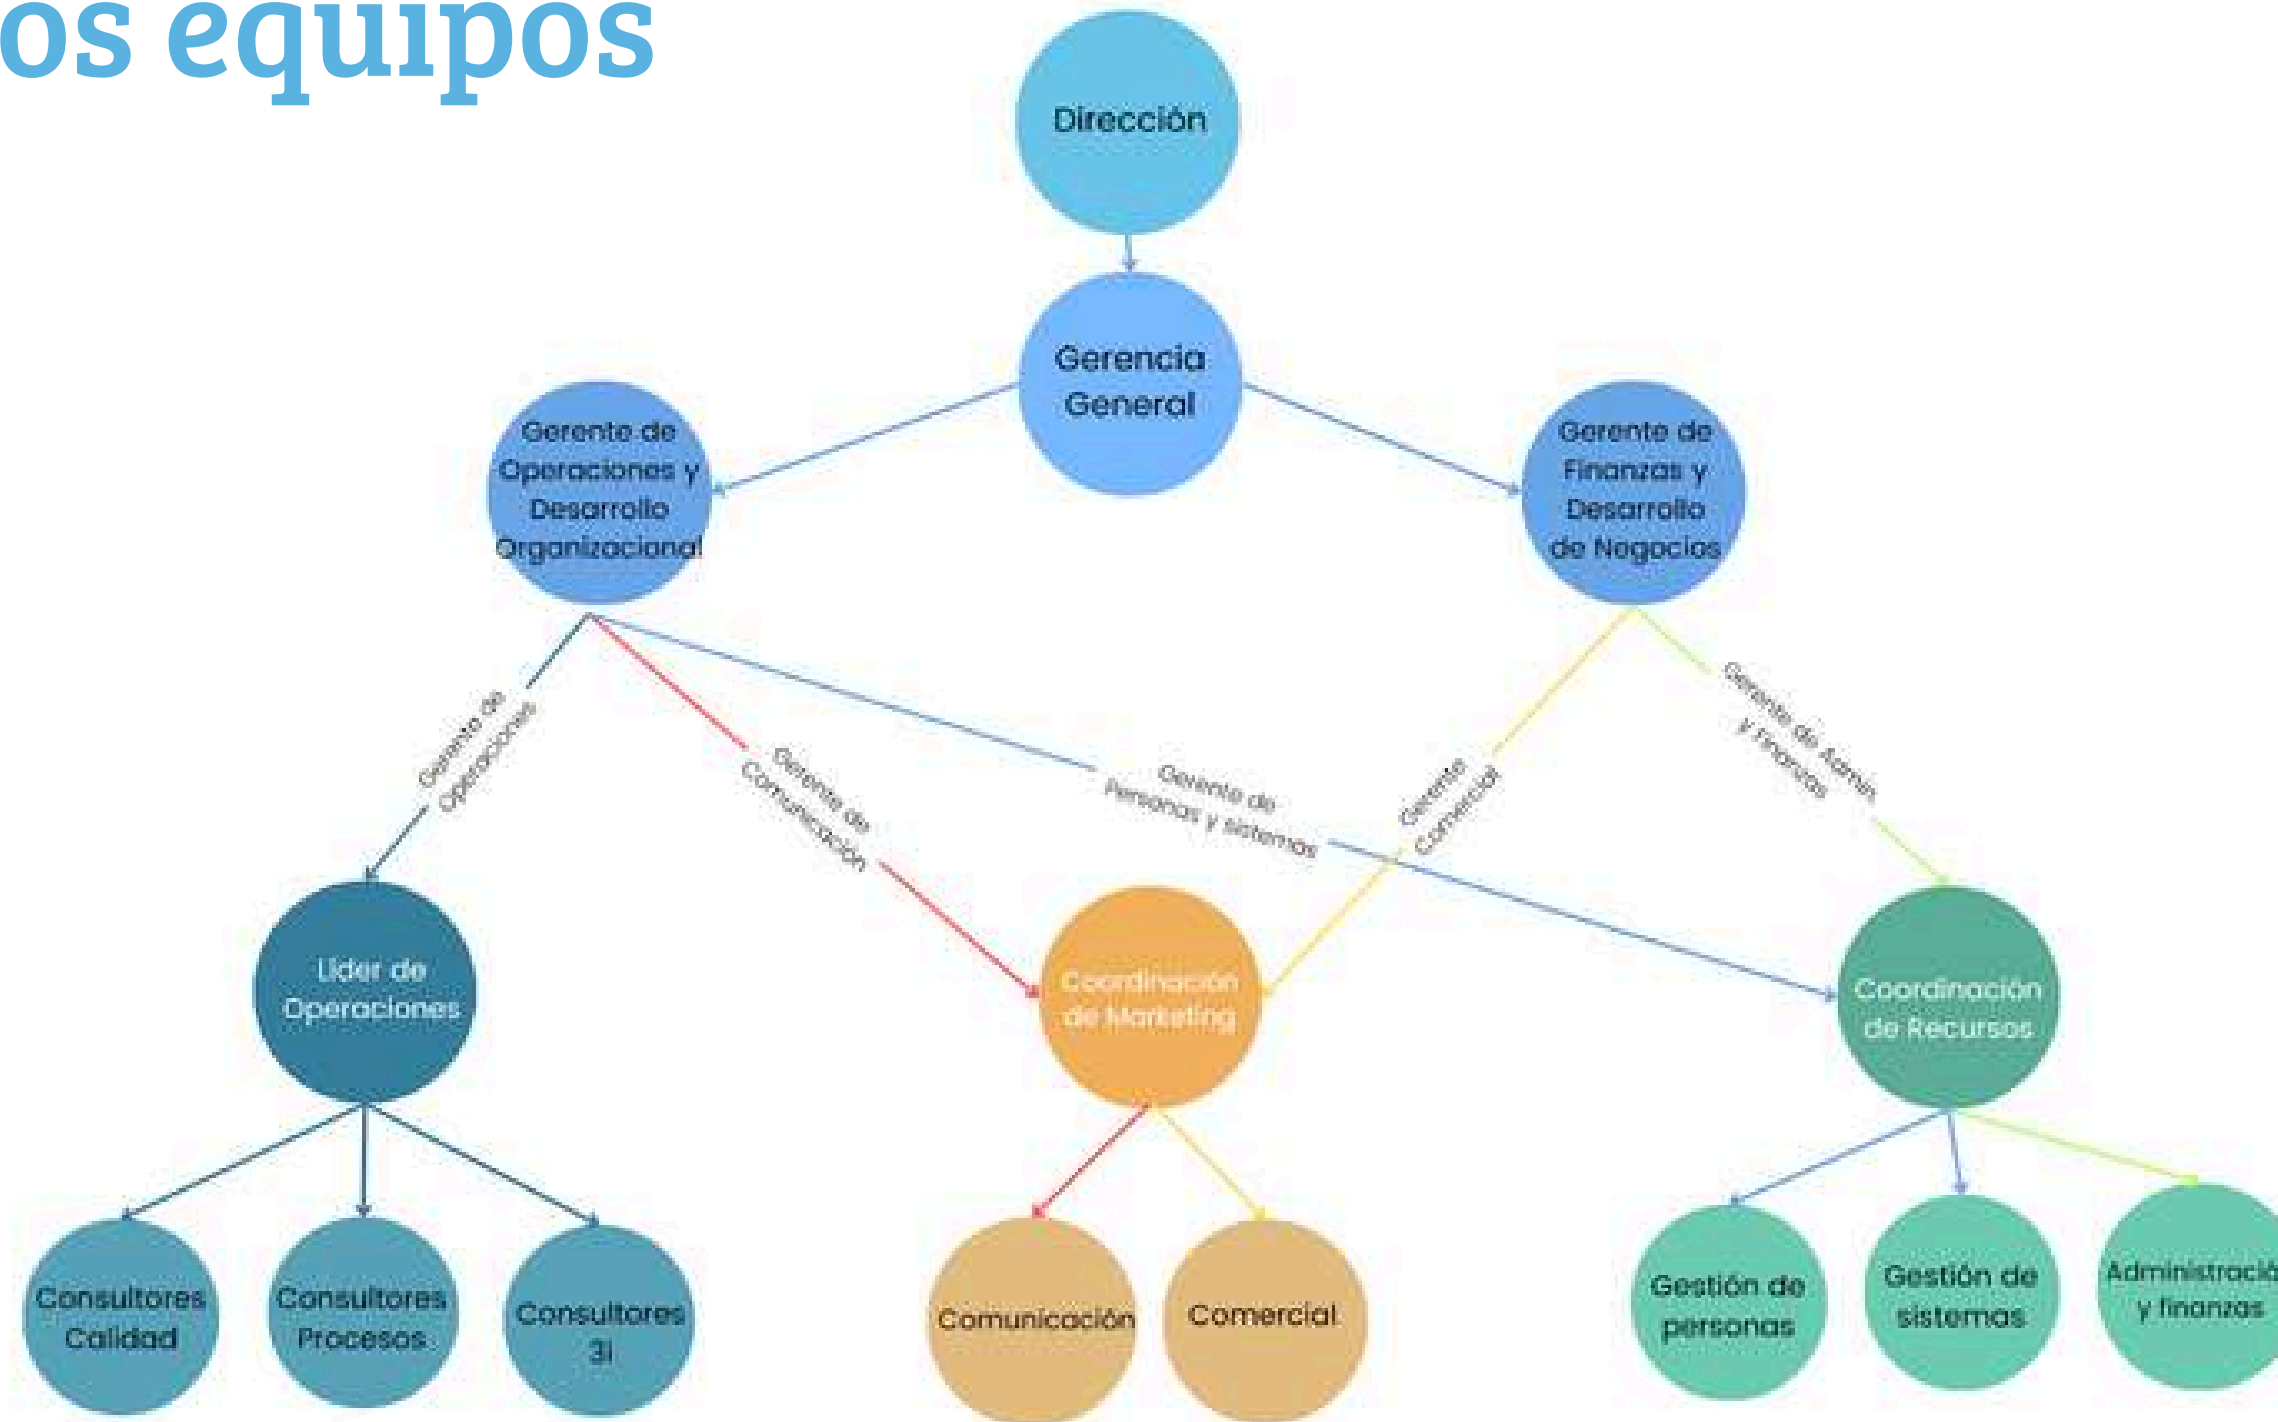 os equipos
Dirección
Gerencia
General
Gerente de
Operaciones y
Desarrollo
Organizacional
Gerente de
Finanzas y
Desarrollo
de Negocios
Gerente de
Operaciones
Gerente de
Comunicación
Gerente de
Personas y sistemas
Gerente
Comercial
Gerente de Admin
y Finanzas
Líder de
Operaciones
Coordinación
de Marketing
Coordinación
de Recursos
Consultores
Calidad
Consultores
Procesos
Consultores
3i
Comunicación
Comercial
Gestión de
personas
Gestión de
sistemas
Administració
y finanzas